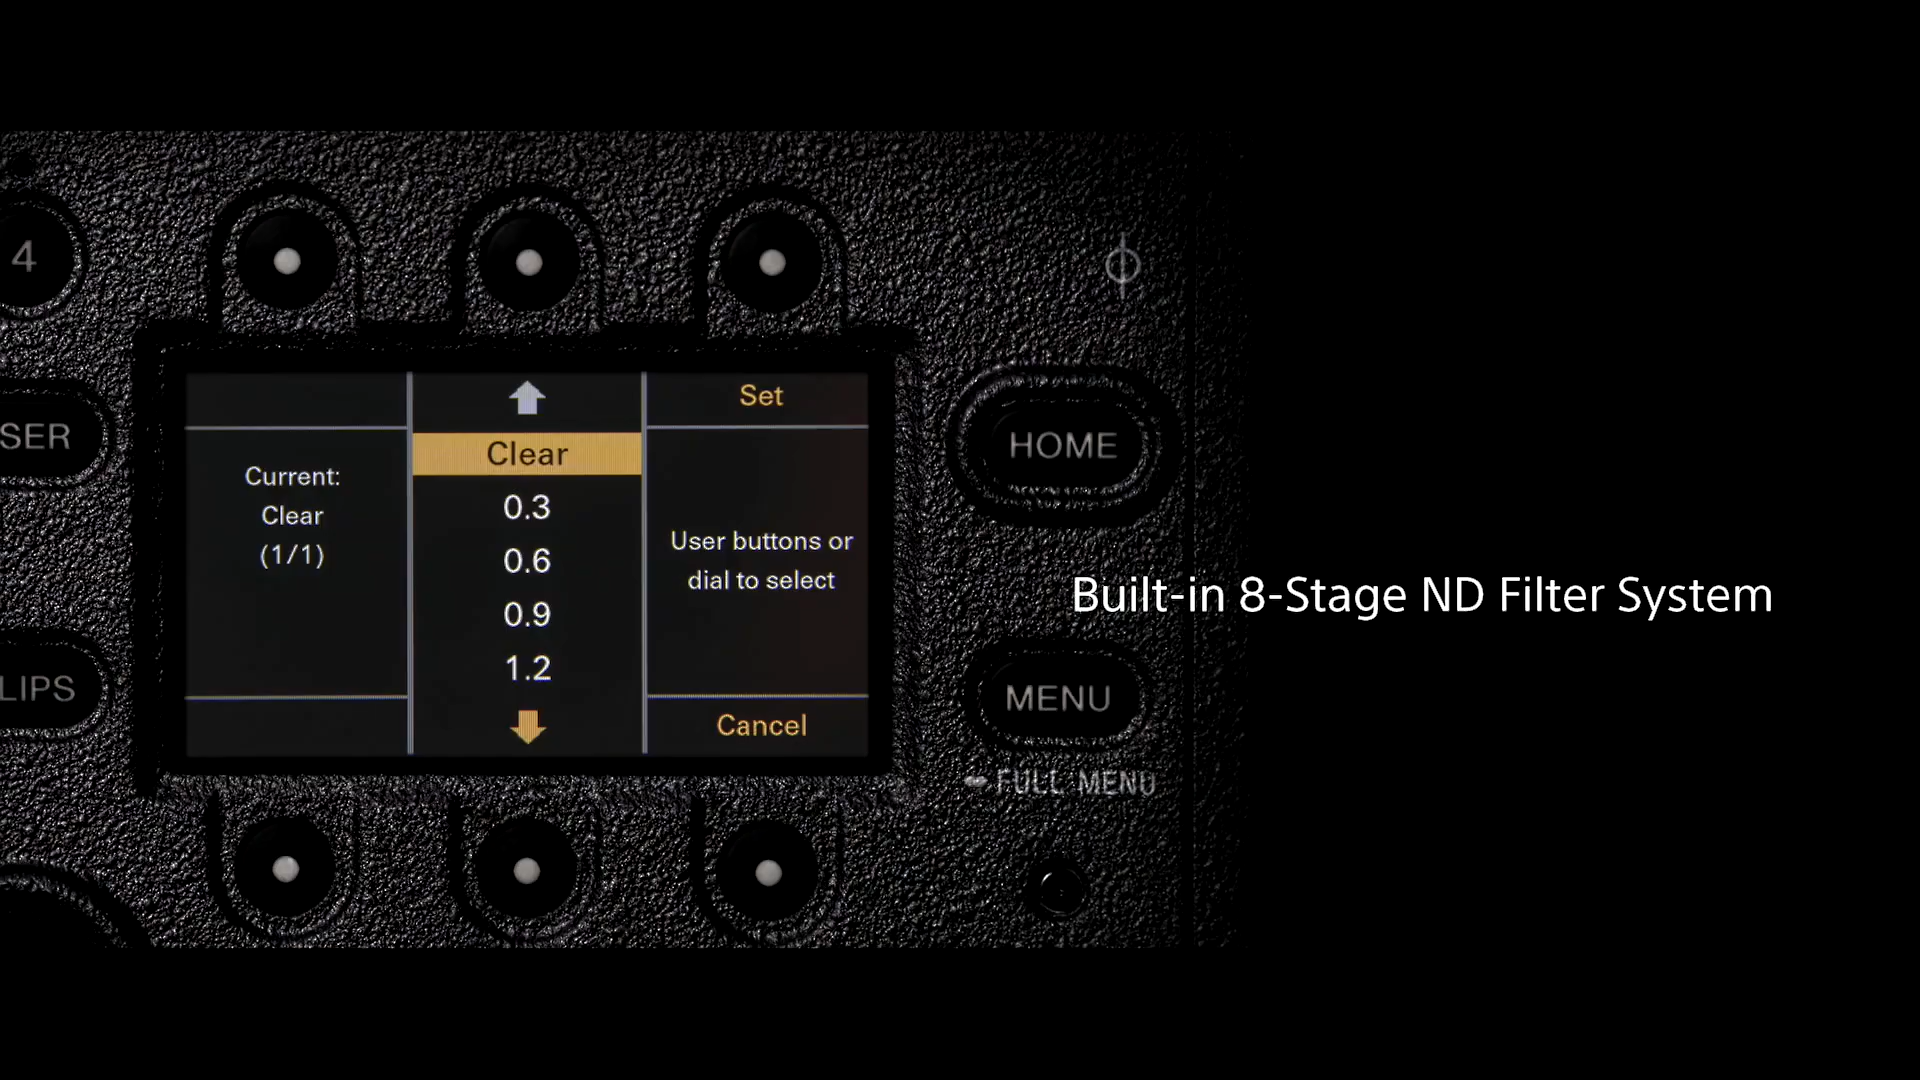 4
SER
LIPS
Current:
Clear
(1/1)
Clear
0.3
0.6
0.9
1.2
Set
User buttons or
dial to select
Cancel
HOME
MENU
FULL MENU
Built-in 8-Stage ND Filter System